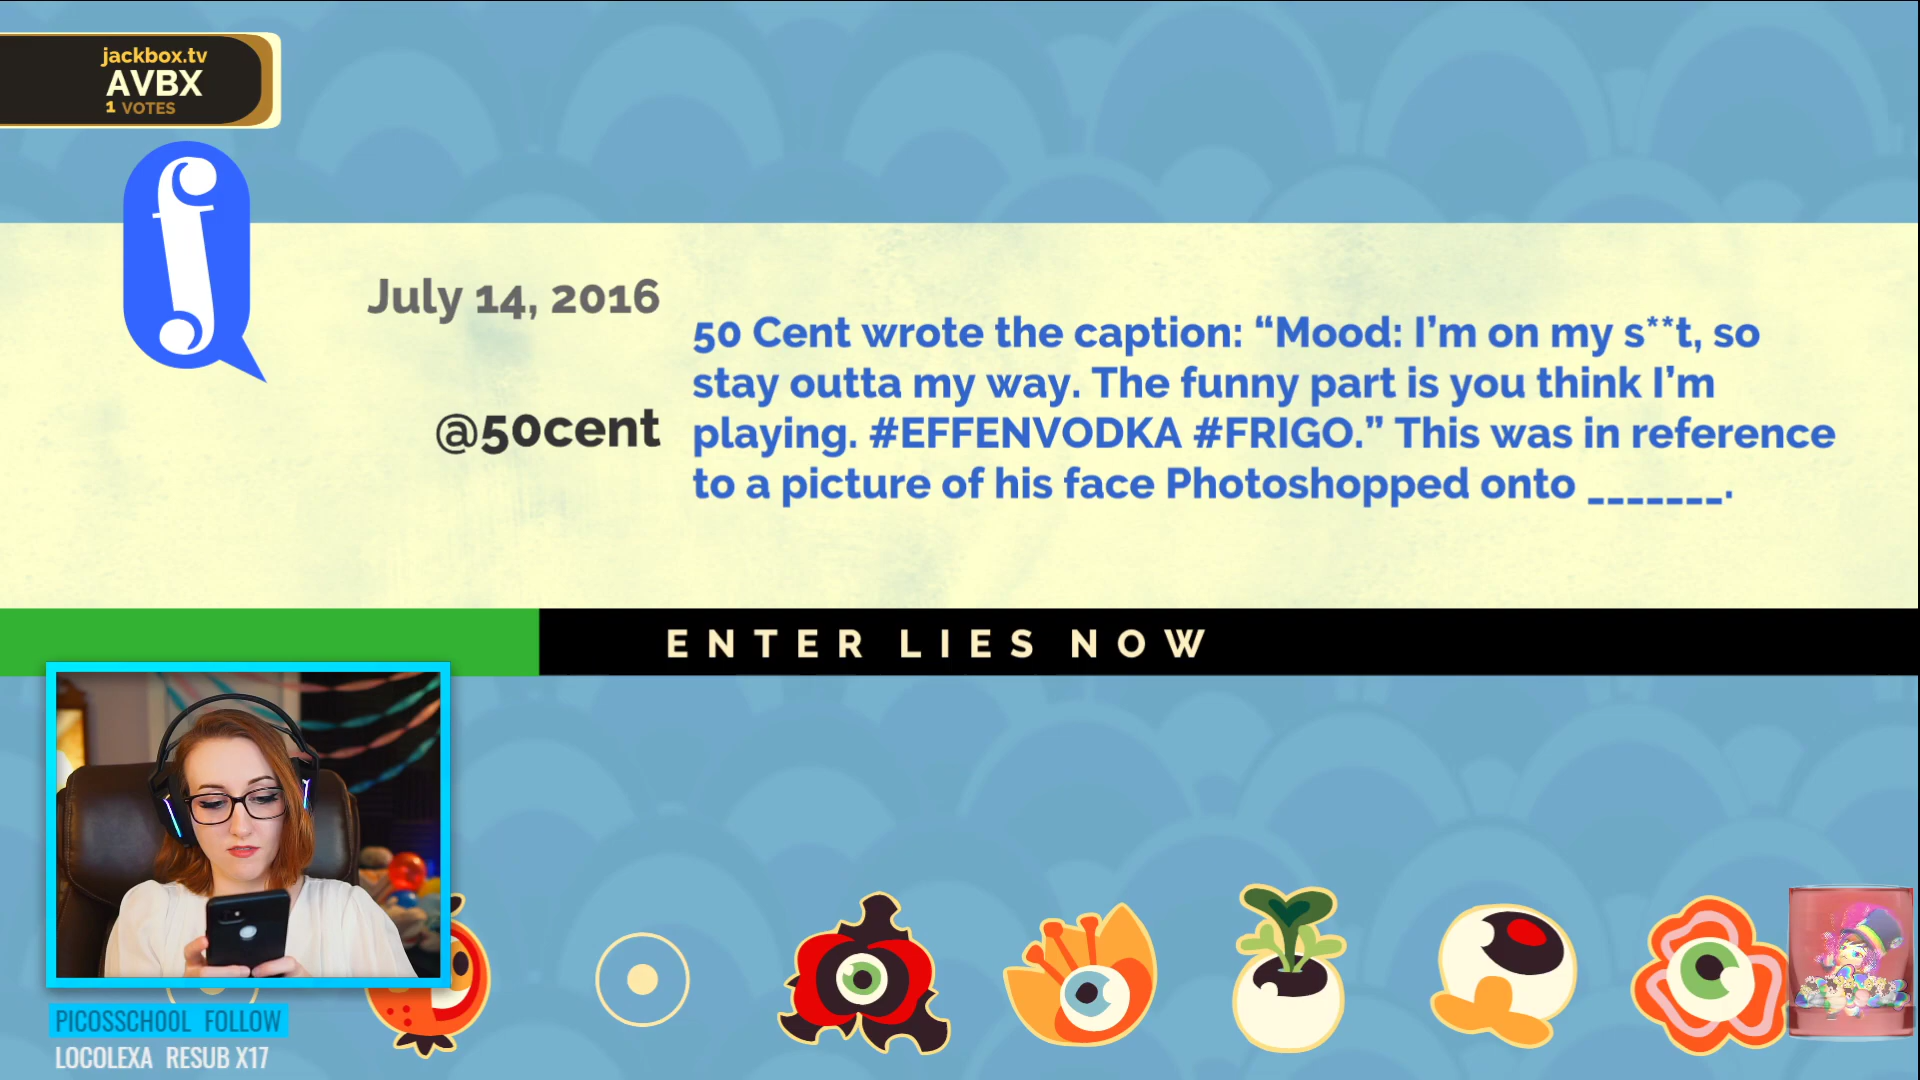 jackbox.tv
AVBX
1 VOTES
f
July 14, 2016
@50cent
50 Cent wrote the caption: “Mood: I’m on my s**t, so
stay outta my way. The funny part is you think I’m
playing. #EFFENVODKA #FRIGO.” This was in reference
to a picture of his face Photoshopped onto _______.
ENTER LIES NOW
PICOSSCHOOL FOLLOW
LOCOLEXA RESUB X17